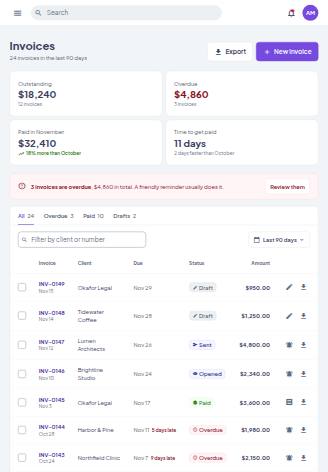 Search
AM
Invoices
24 invoices in the last 90 days
Export
New invoice
Outstanding
$18,240
12 invoices
Overdue
$4,860
3 invoices
Paid in November
$32,410
18% more than October
Time to get paid
11 days
2 days faster than October
3 invoices are overdue, $4,860 in total. A friendly reminder usually does it.
Review them
All 24 Overdue 3 Paid 10 Drafts 2
Filter by client or number
Last 90 days
Invoice Client Due Status Amount
INV-0149 Okafor Legal Nov 29 Draft $950.00
Nov 15
INV-0148 Tidewater Coffee Nov 28 Draft $1,250.00
Nov 14
INV-0147 Lumen Architects Nov 26 Sent $4,800.00
Nov 12
INV-0146 Brightline Studio Nov 24 Opened $2,340.00
Nov 10
INV-0145 Okafor Legal Nov 17 Paid $3,600.00
Nov 3
INV-0144 Harbor & Pine Nov 11 5 days late Overdue $1,980.00
Oct 28
INV-0143 Northfield Clinic Nov 7 9 days late Overdue $2,150.00
Oct 24